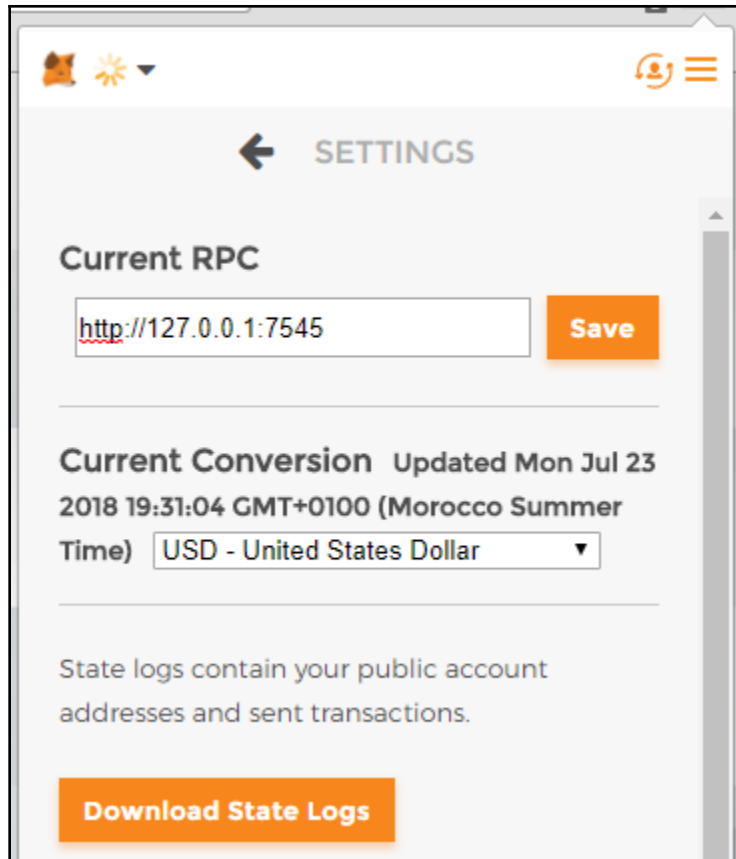 SETTINGS
Current RPC
http://127.0.0.1:7545
Save
Current Conversion Updated Mon Jul 23
2018 19:31:04 GMT+0100 (Morocco Summer
Time) USD - United States Dollar
State logs contain your public account
addresses and sent transactions.
Download State Logs